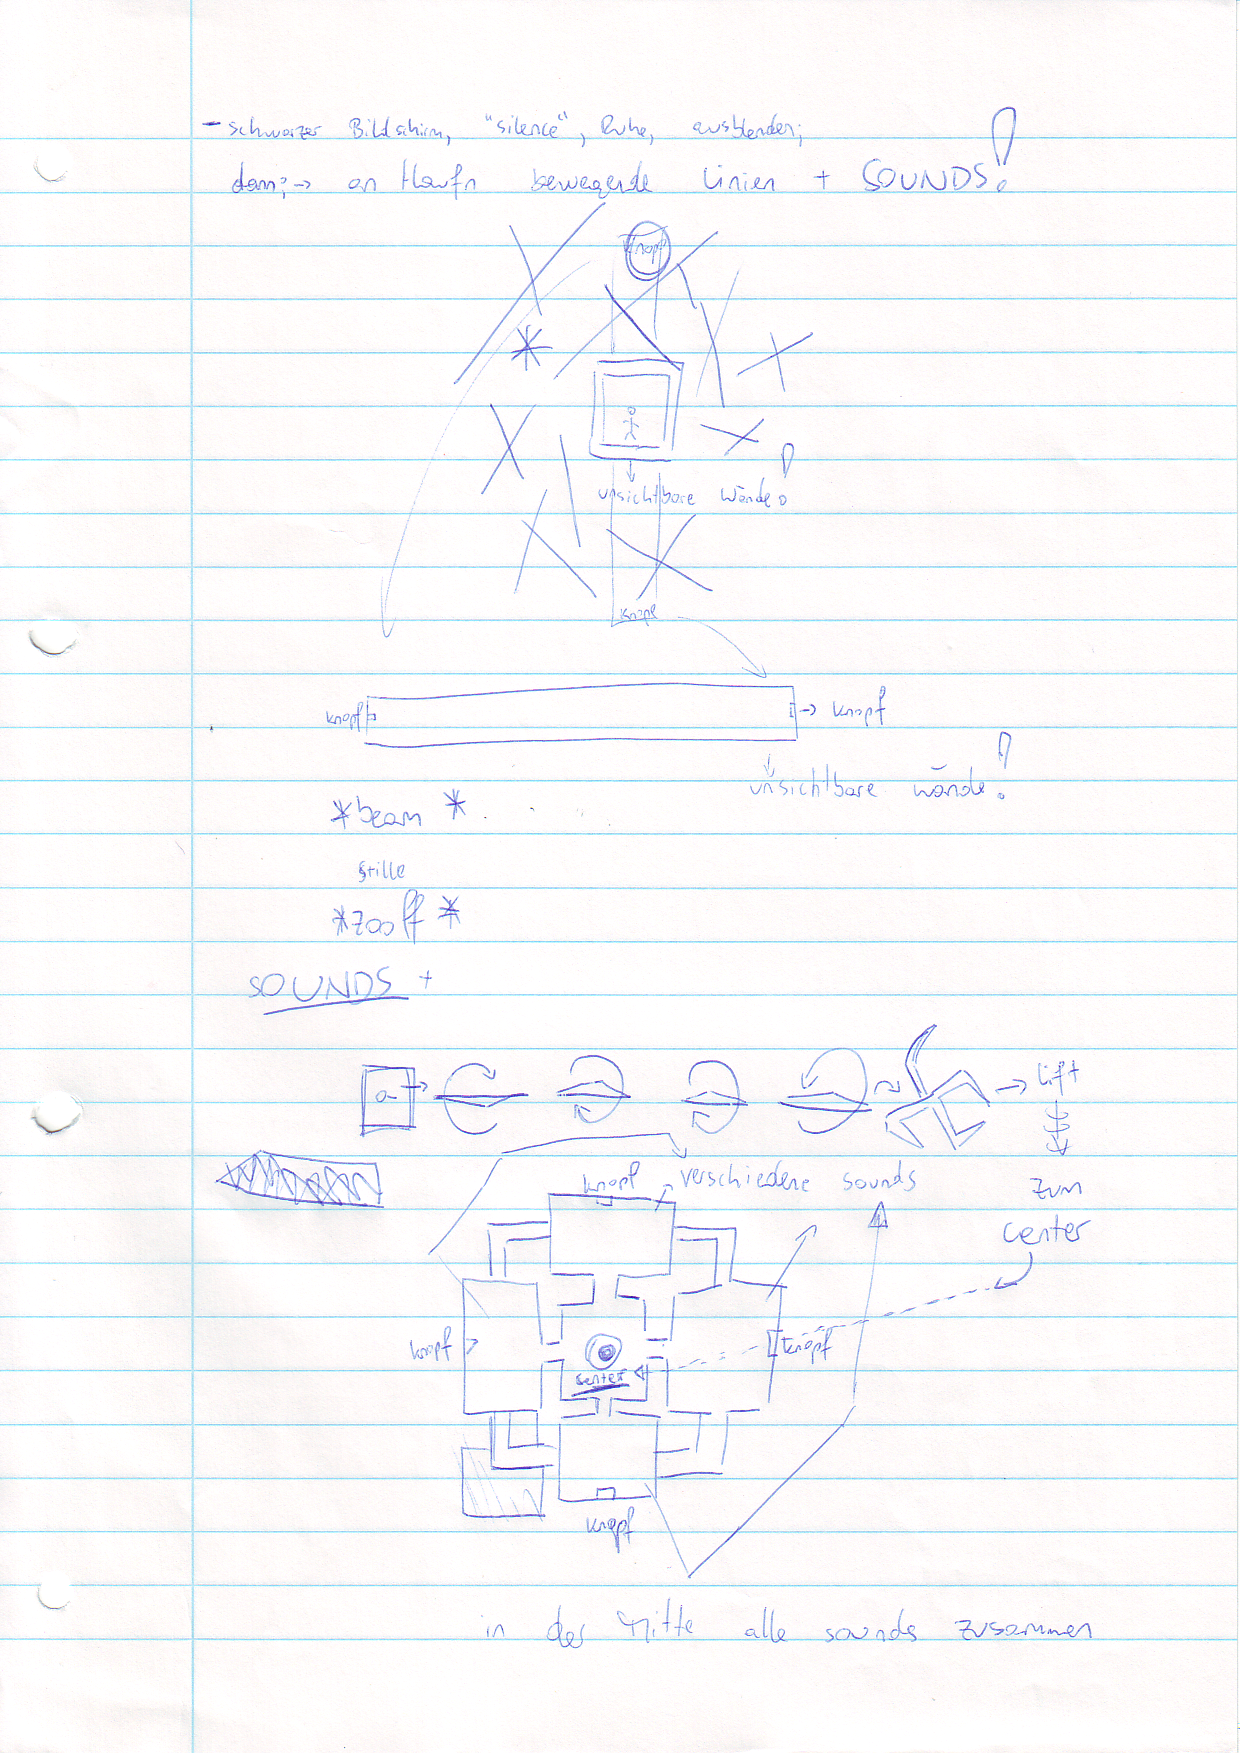 - schwarzer Bildschirm, "silence", Ruhe, ausblenden;
dann; → an Haufn bewegende Linien + SOUNDS!
Knopf
unsichtbare Wände!
Knopf
Knopf → Knopf
unsichtbare wände!
*beam*
stille
*zooff*
SOUNDS +
→ Lift
Knopf verschiedene sounds
zum
center
Knopf
center
Knopf
Knopf
in der Mitte alle sounds zusammen